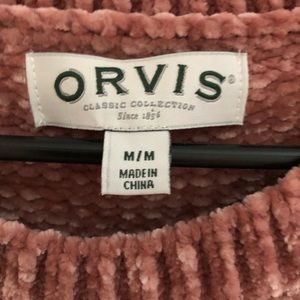 ORVIS®
CLASSIC COLLECTION
Since 1856
M/M
MADE IN
CHINA